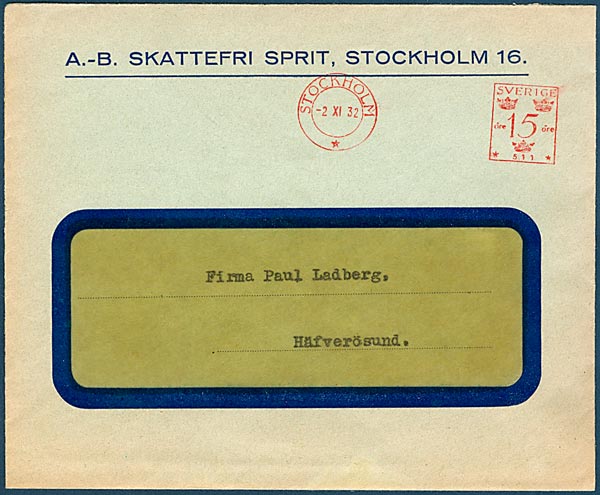 A.-B. SKATTEFRI SPRIT, STOCKHOLM 16.
STOCKHOLM
-2 XI 32
SVERIGE
öre 15 öre
511
Firma Paul Ladberg.
Häfverösund.